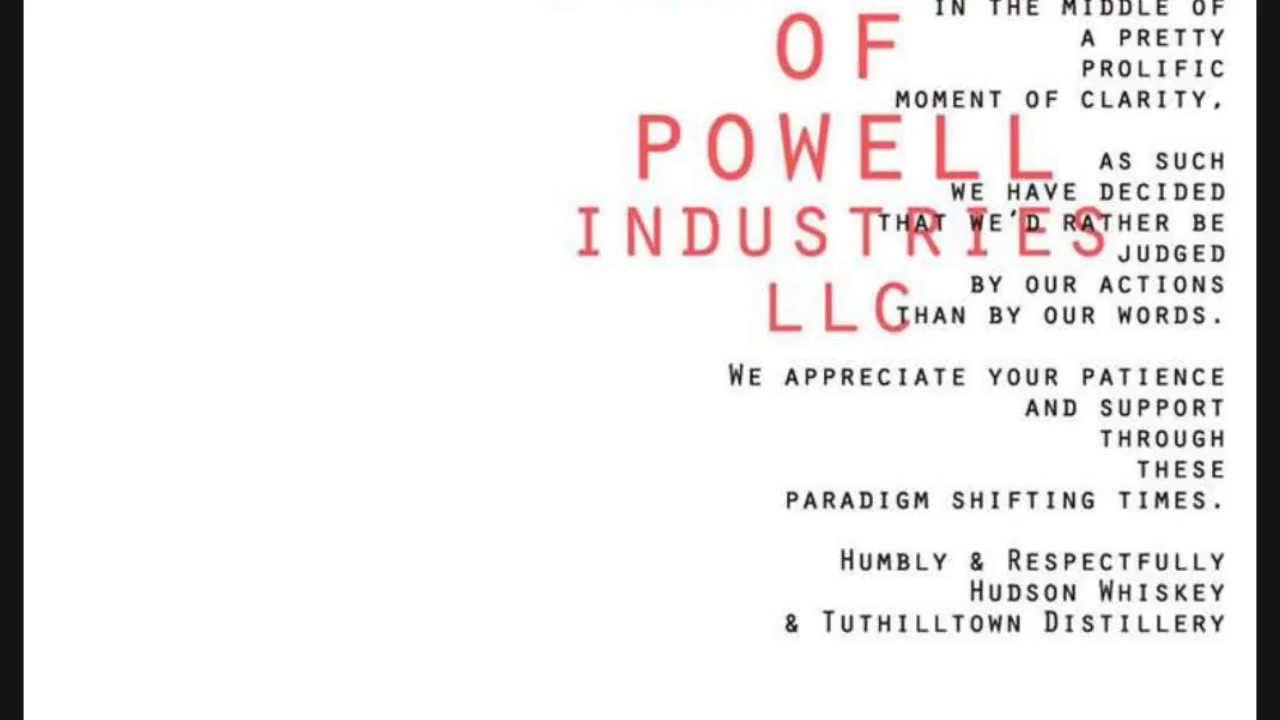 IN THE MIDDLE OF
A PRETTY
PROLIFIC
MOMENT OF CLARITY,
AS SUCH
WE HAVE DECIDED
THAT WE'D RATHER BE
JUDGED
BY OUR ACTIONS
THAN BY OUR WORDS.
WE APPRECIATE YOUR PATIENCE
AND SUPPORT
THROUGH
THESE
PARADIGM SHIFTING TIMES.
HUMBLY & RESPECTFULLY
HUDSON WHISKEY
& TUTHILLTOWN DISTILLERY
OF
POWELL
INDUSTRIES
LLC